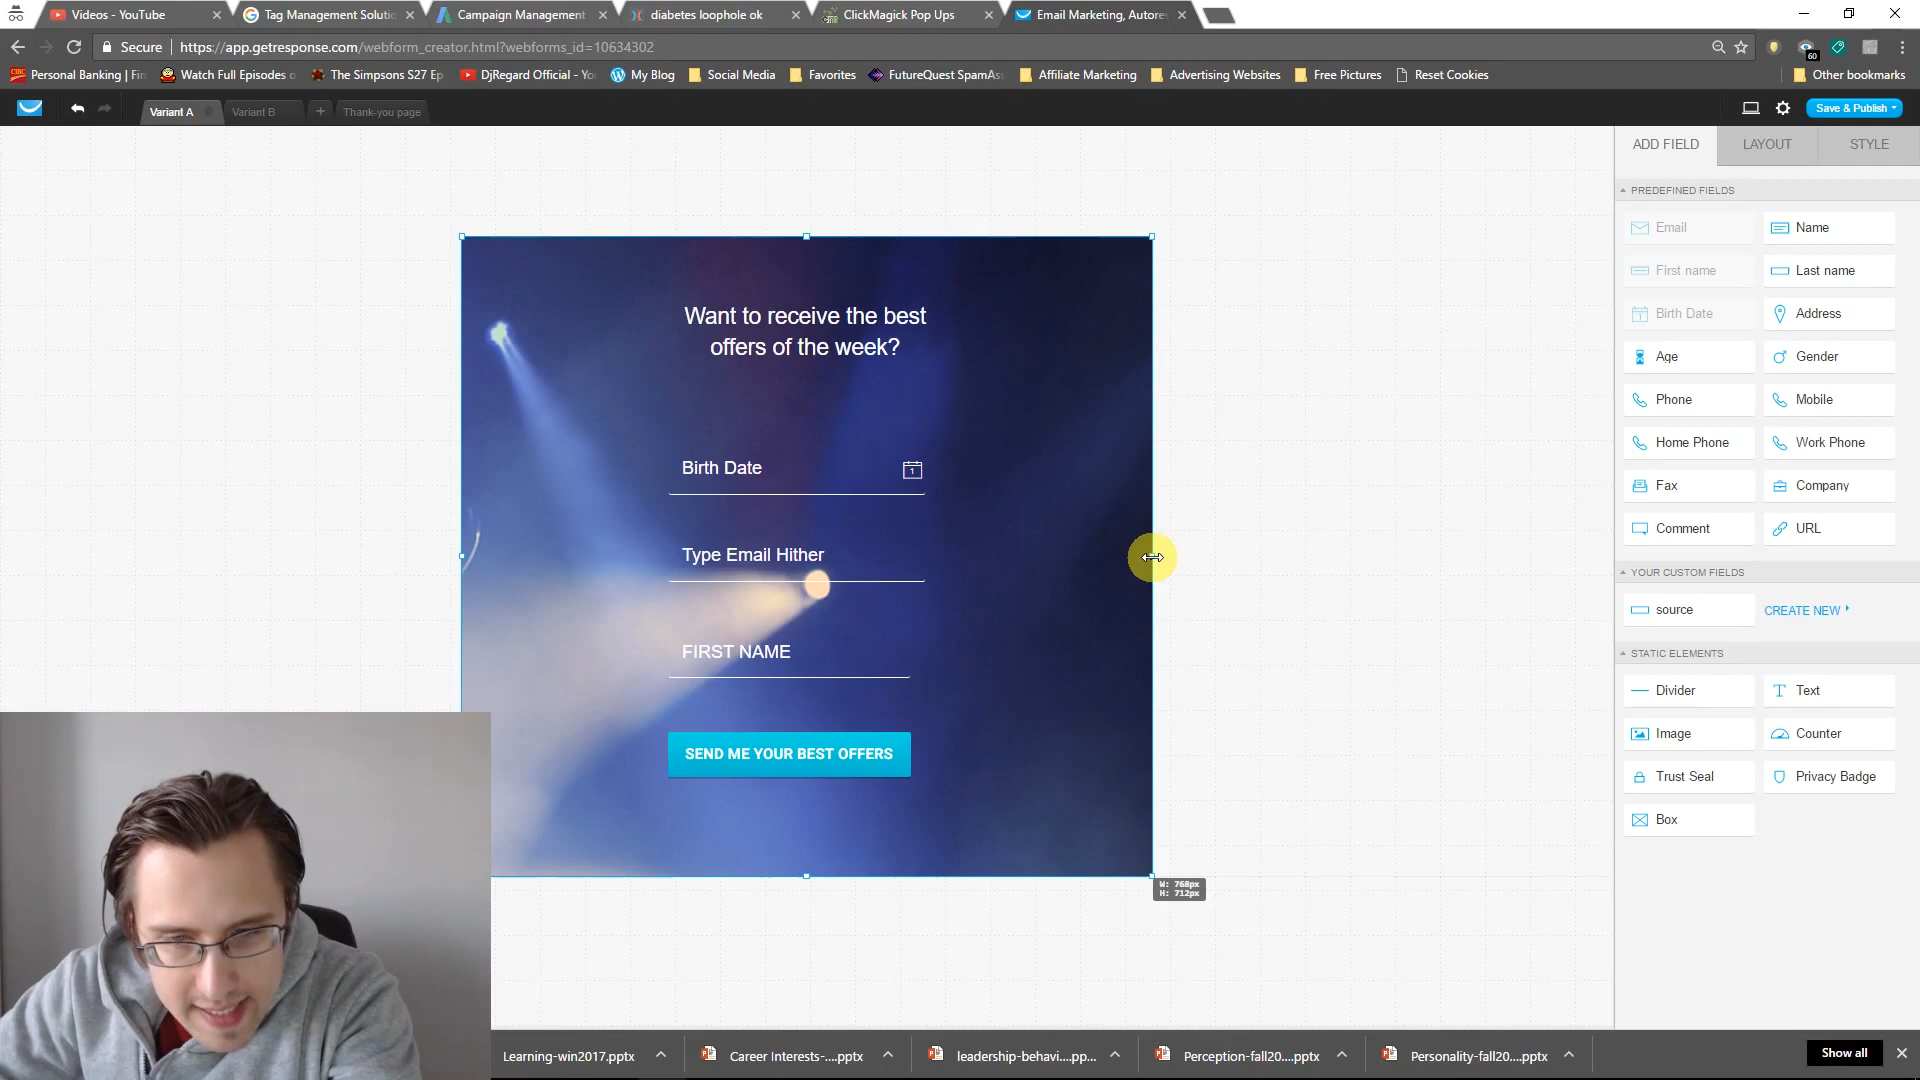 Videos - YouTube
Tag Management Solutic
Campaign Management
diabetes loophole ok
ClickMagick Pop Ups
Email Marketing, Autores
Secure
https://app.getresponse.com/webform_creator.html?webforms_id=10634302
60
CIBC
Personal Banking | Fin
Watch Full Episodes o
The Simpsons S27 Ep
DjRegard Official - Yo
My Blog
Social Media
Favorites
FutureQuest SpamAss
Affiliate Marketing
Advertising Websites
Free Pictures
Reset Cookies
Other bookmarks
Variant A
Variant B
+
Thank-you page
Save & Publish
ADD FIELD
LAYOUT
STYLE
PREDEFINED FIELDS
Email
Name
First name
Last name
Birth Date
Address
Age
Gender
Phone
Mobile
Home Phone
Work Phone
Fax
Company
Comment
URL
YOUR CUSTOM FIELDS
source
CREATE NEW
STATIC ELEMENTS
Divider
Text
Image
Counter
Trust Seal
Privacy Badge
Box
Want to receive the best
offers of the week?
Birth Date
1
Type Email Hither
FIRST NAME
SEND ME YOUR BEST OFFERS
W: 768px
H: 712px
Learning-win2017.pptx
Career Interests-....pptx
leadership-behavi....pp...
Perception-fall20....pptx
Personality-fall20....pptx
Show all